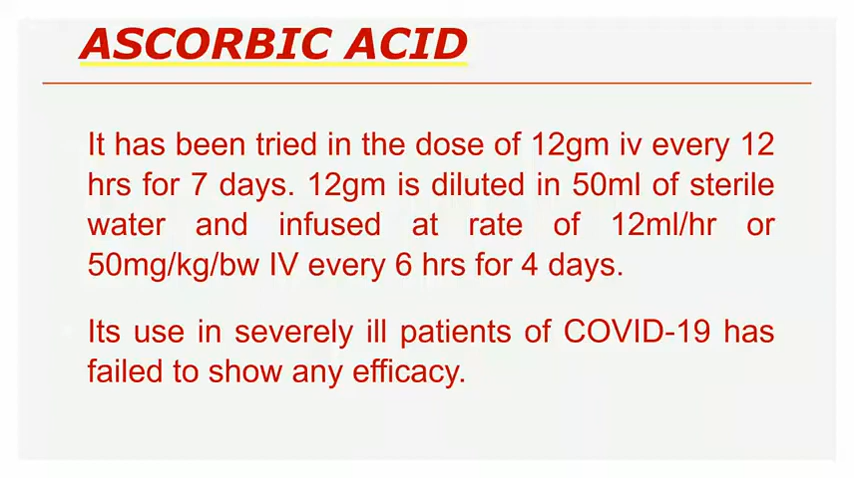 ASCORBIC ACID
It has been tried in the dose of 12gm iv every 12
hrs for 7 days. 12gm is diluted in 50ml of sterile
water and infused at rate of 12ml/hr or
50mg/kg/bw IV every 6 hrs for 4 days.
Its use in severely ill patients of COVID-19 has
failed to show any efficacy.